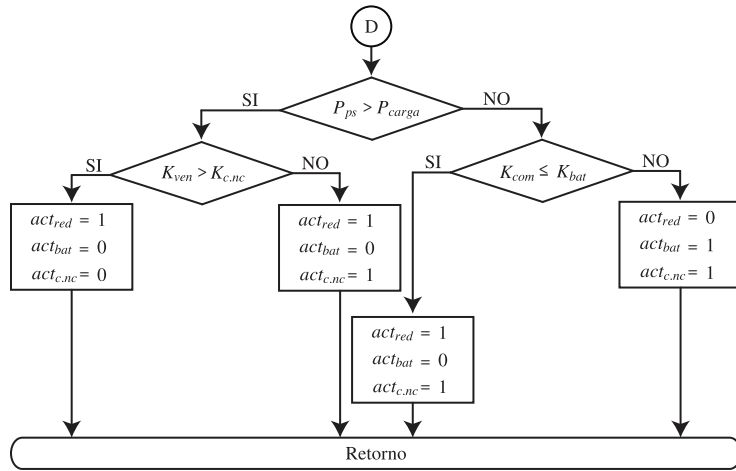 D
P_ps > P_carga
SI
NO
K_ven > K_c.nc
SI
NO
K_com ≤ K_bat
SI
NO
act_red = 1
act_bat = 0
act_c.nc = 0
act_red = 1
act_bat = 0
act_c.nc = 1
act_red = 1
act_bat = 0
act_c.nc = 1
act_red = 0
act_bat = 1
act_c.nc = 1
Retorno